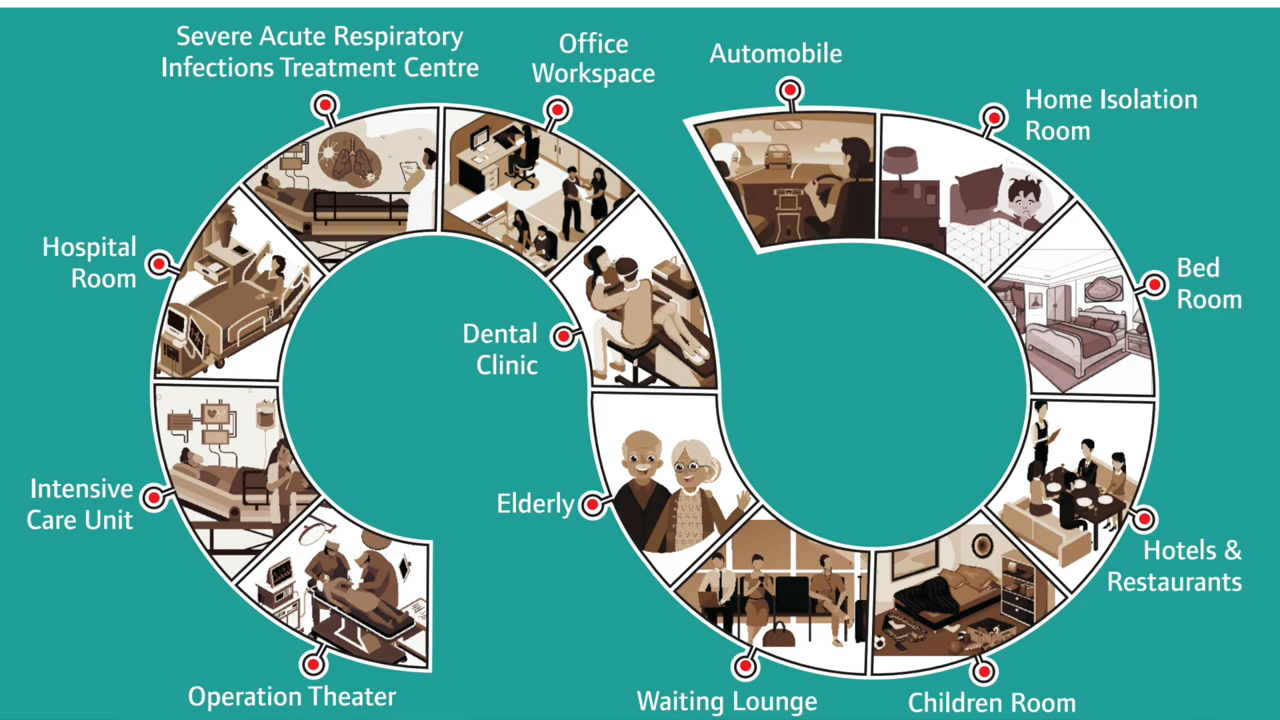 Severe Acute Respiratory
Infections Treatment Centre
Office
Workspace
Automobile
Home Isolation
Room
Hospital
Room
Bed
Room
Dental
Clinic
Intensive
Care Unit
Elderly
Hotels &
Restaurants
Operation Theater
Waiting Lounge
Children Room